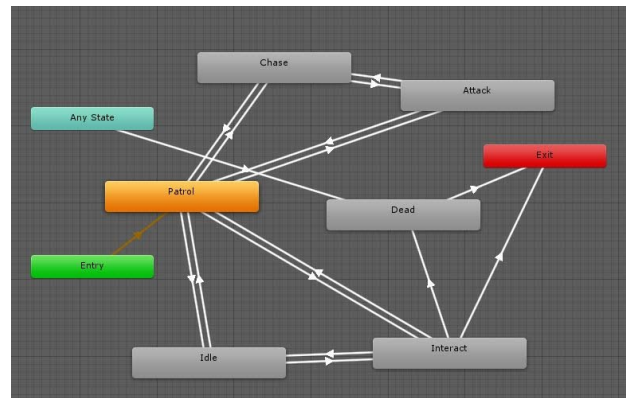 Chase
Attack
Any State
Exit
Patrol
Dead
Entry
Idle
Interact